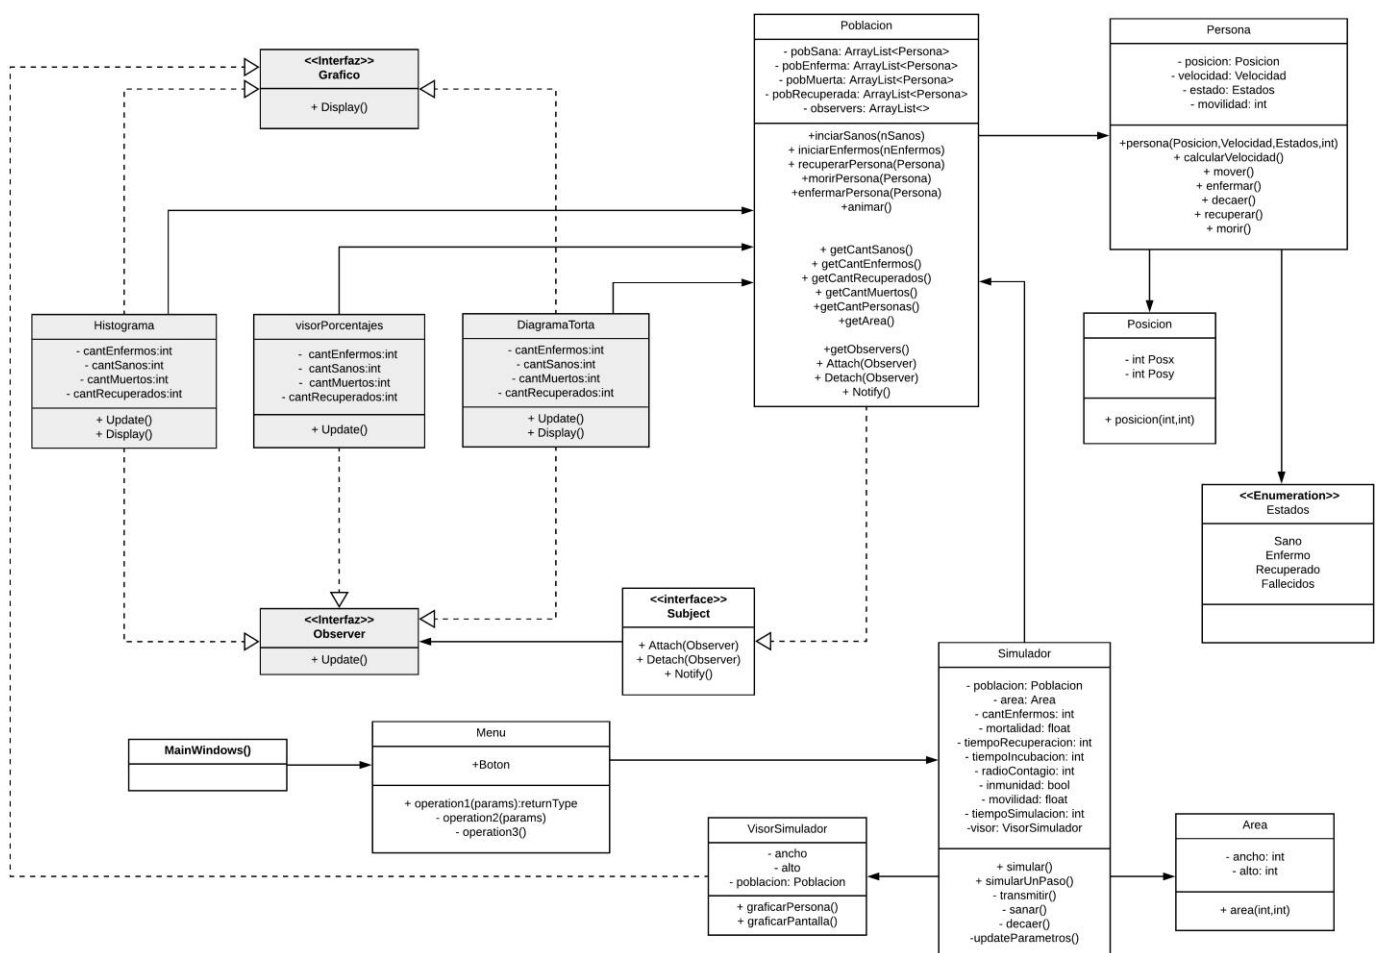 <<Interfaz>>
Grafico
+ Display()
Poblacion
- pobSana: ArrayList<Persona>
- pobEnferma: ArrayList<Persona>
- pobMuerta: ArrayList<Persona>
- pobRecuperada: ArrayList<Persona>
- observers: ArrayList<>
+inciarSanos(nSanos)
+ iniciarEnfermos(nEnfermos)
+ recuperarPersona(Persona)
+morirPersona(Persona)
+enfermarPersona(Persona)
+animar()
+ getCantSanos()
+ getCantEnfermos()
+ getCantRecuperados()
+ getCantMuertos()
+getCantPersonas()
+getArea()
+getObservers()
+ Attach(Observer)
+ Detach(Observer)
+ Notify()
Persona
- posicion: Posicion
- velocidad: Velocidad
- estado: Estados
- movilidad: int
+persona(Posicion,Velocidad,Estados,int)
+ calcularVelocidad()
+ mover()
+ enfermar()
+ decaer()
+ recuperar()
+ morir()
Histograma
- cantEnfermos:int
- cantSanos:int
- cantMuertos:int
- cantRecuperados:int
+ Update()
+ Display()
visorPorcentajes
- cantEnfermos:int
- cantSanos:int
- cantMuertos:int
- cantRecuperados:int
+ Update()
DiagramaTorta
- cantEnfermos:int
- cantSanos:int
- cantMuertos:int
- cantRecuperados:int
+ Update()
+ Display()
Posicion
- int Posx
- int Posy
+ posicion(int,int)
<<Enumeration>>
Estados
Sano
Enfermo
Recuperado
Fallecidos
<<Interfaz>>
Observer
+ Update()
<<interface>>
Subject
+ Attach(Observer)
+ Detach(Observer)
+ Notify()
MainWindows()
Menu
+Boton
+ operation1(params):returnType
- operation2(params)
- operation3()
Simulador
- poblacion: Poblacion
- area: Area
- cantEnfermos: int
- mortalidad: float
- tiempoRecuperacion: int
- tiempoIncubacion: int
- radioContagio: int
- inmunidad: bool
- movilidad: float
- tiempoSimulacion: int
-visor: VisorSimulador
+ simular()
+ simularUnPaso()
- transmitir()
- sanar()
- decaer()
-updateParametros()
VisorSimulador
- ancho
- alto
- poblacion: Poblacion
+ graficarPersona()
+ graficarPantalla()
Area
- ancho: int
- alto: int
+ area(int,int)